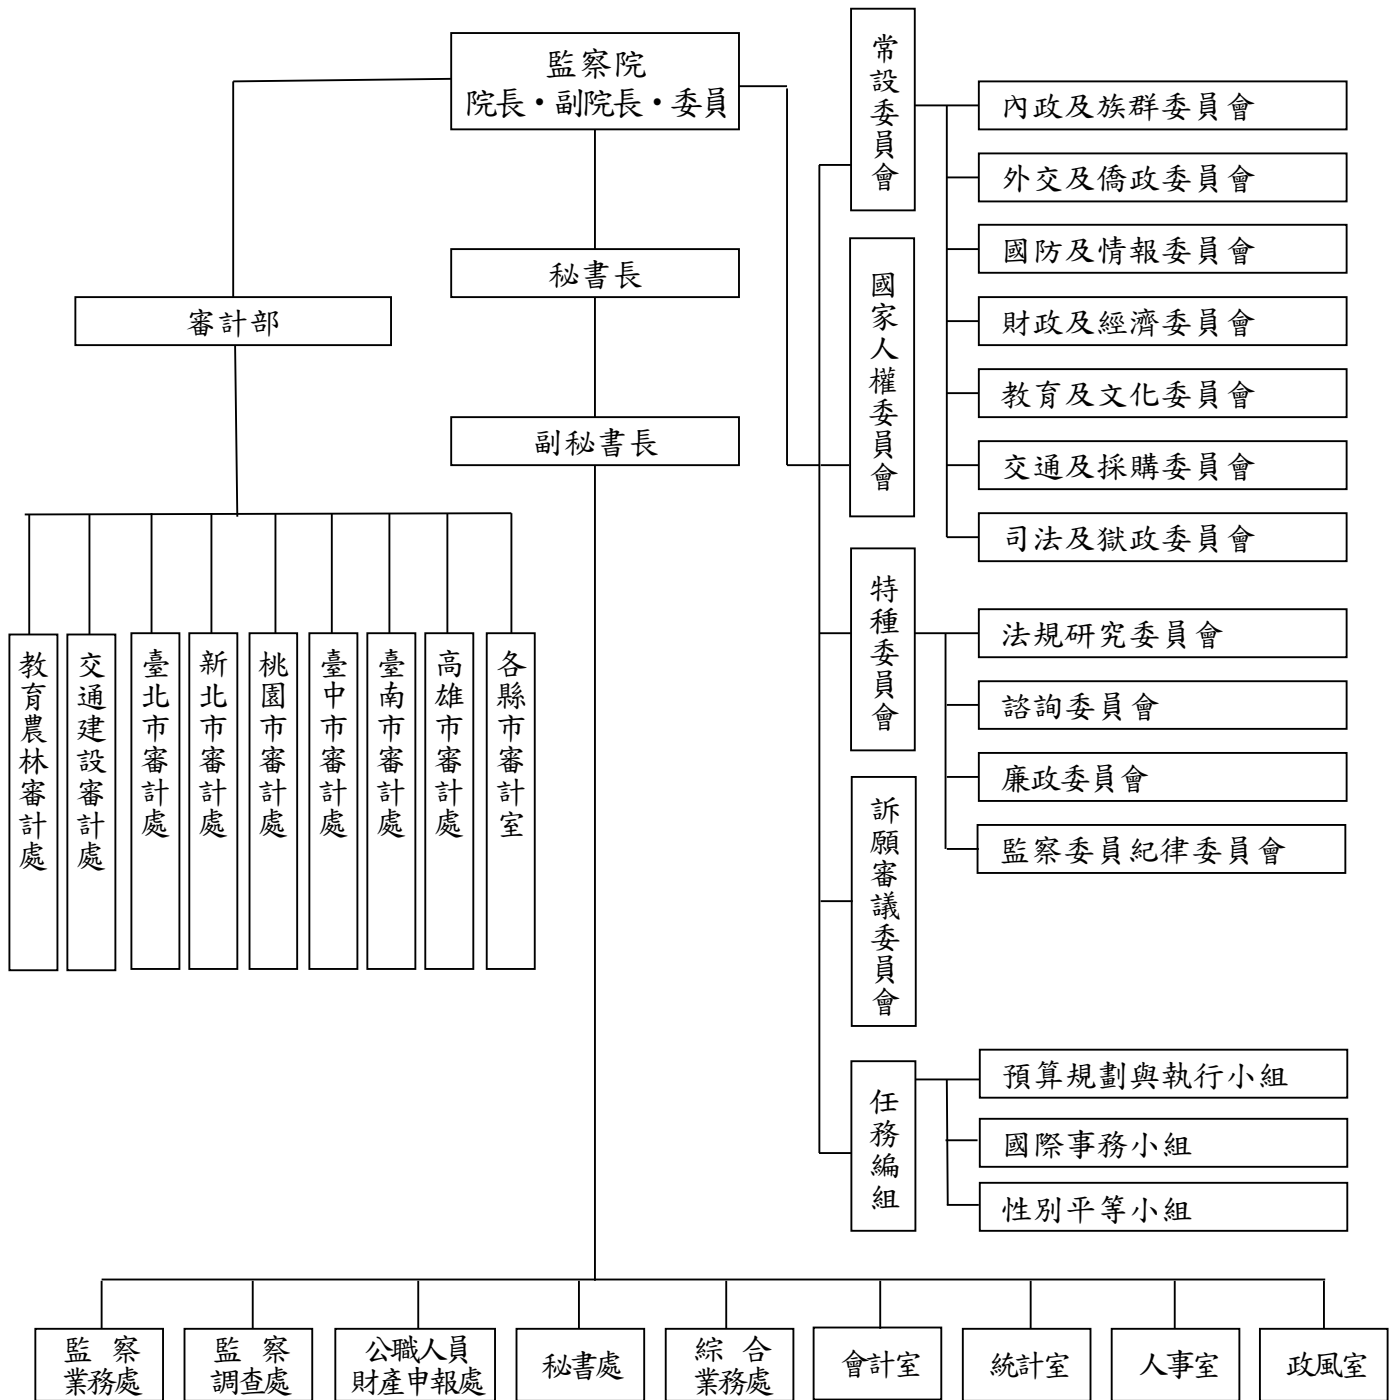 監察院
院長・副院長・委員
秘書長
副秘書長
審計部
教育農林審計處
交通建設審計處
臺北市審計處
新北市審計處
桃園市審計處
臺中市審計處
臺南市審計處
高雄市審計處
各縣市審計室
常設委員會
內政及族群委員會
外交及僑政委員會
國防及情報委員會
財政及經濟委員會
教育及文化委員會
交通及採購委員會
司法及獄政委員會
國家人權委員會
特種委員會
法規研究委員會
諮詢委員會
廉政委員會
監察委員紀律委員會
訴願審議委員會
任務編組
預算規劃與執行小組
國際事務小組
性別平等小組
監察
業務處
監察
調查處
公職人員
財產申報處
秘書處
綜合
業務處
會計室
統計室
人事室
政風室